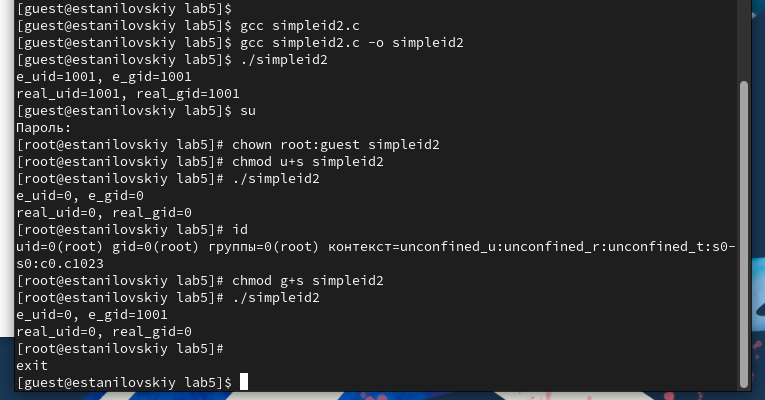 [guest@estanilovskiy lab5]$
[guest@estanilovskiy lab5]$ gcc simpleid2.c
[guest@estanilovskiy lab5]$ gcc simpleid2.c -o simpleid2
[guest@estanilovskiy lab5]$ ./simpleid2
e_uid=1001, e_gid=1001
real_uid=1001, real_gid=1001
[guest@estanilovskiy lab5]$ su
Пароль:
[root@estanilovskiy lab5]# chown root:guest simpleid2
[root@estanilovskiy lab5]# chmod u+s simpleid2
[root@estanilovskiy lab5]# ./simpleid2
e_uid=0, e_gid=0
real_uid=0, real_gid=0
[root@estanilovskiy lab5]# id
uid=0(root) gid=0(root) группы=0(root) контекст=unconfined_u:unconfined_r:unconfined_t:s0-
s0:c0.c1023
[root@estanilovskiy lab5]# chmod g+s simpleid2
[root@estanilovskiy lab5]# ./simpleid2
e_uid=0, e_gid=1001
real_uid=0, real_gid=0
[root@estanilovskiy lab5]#
exit
[guest@estanilovskiy lab5]$